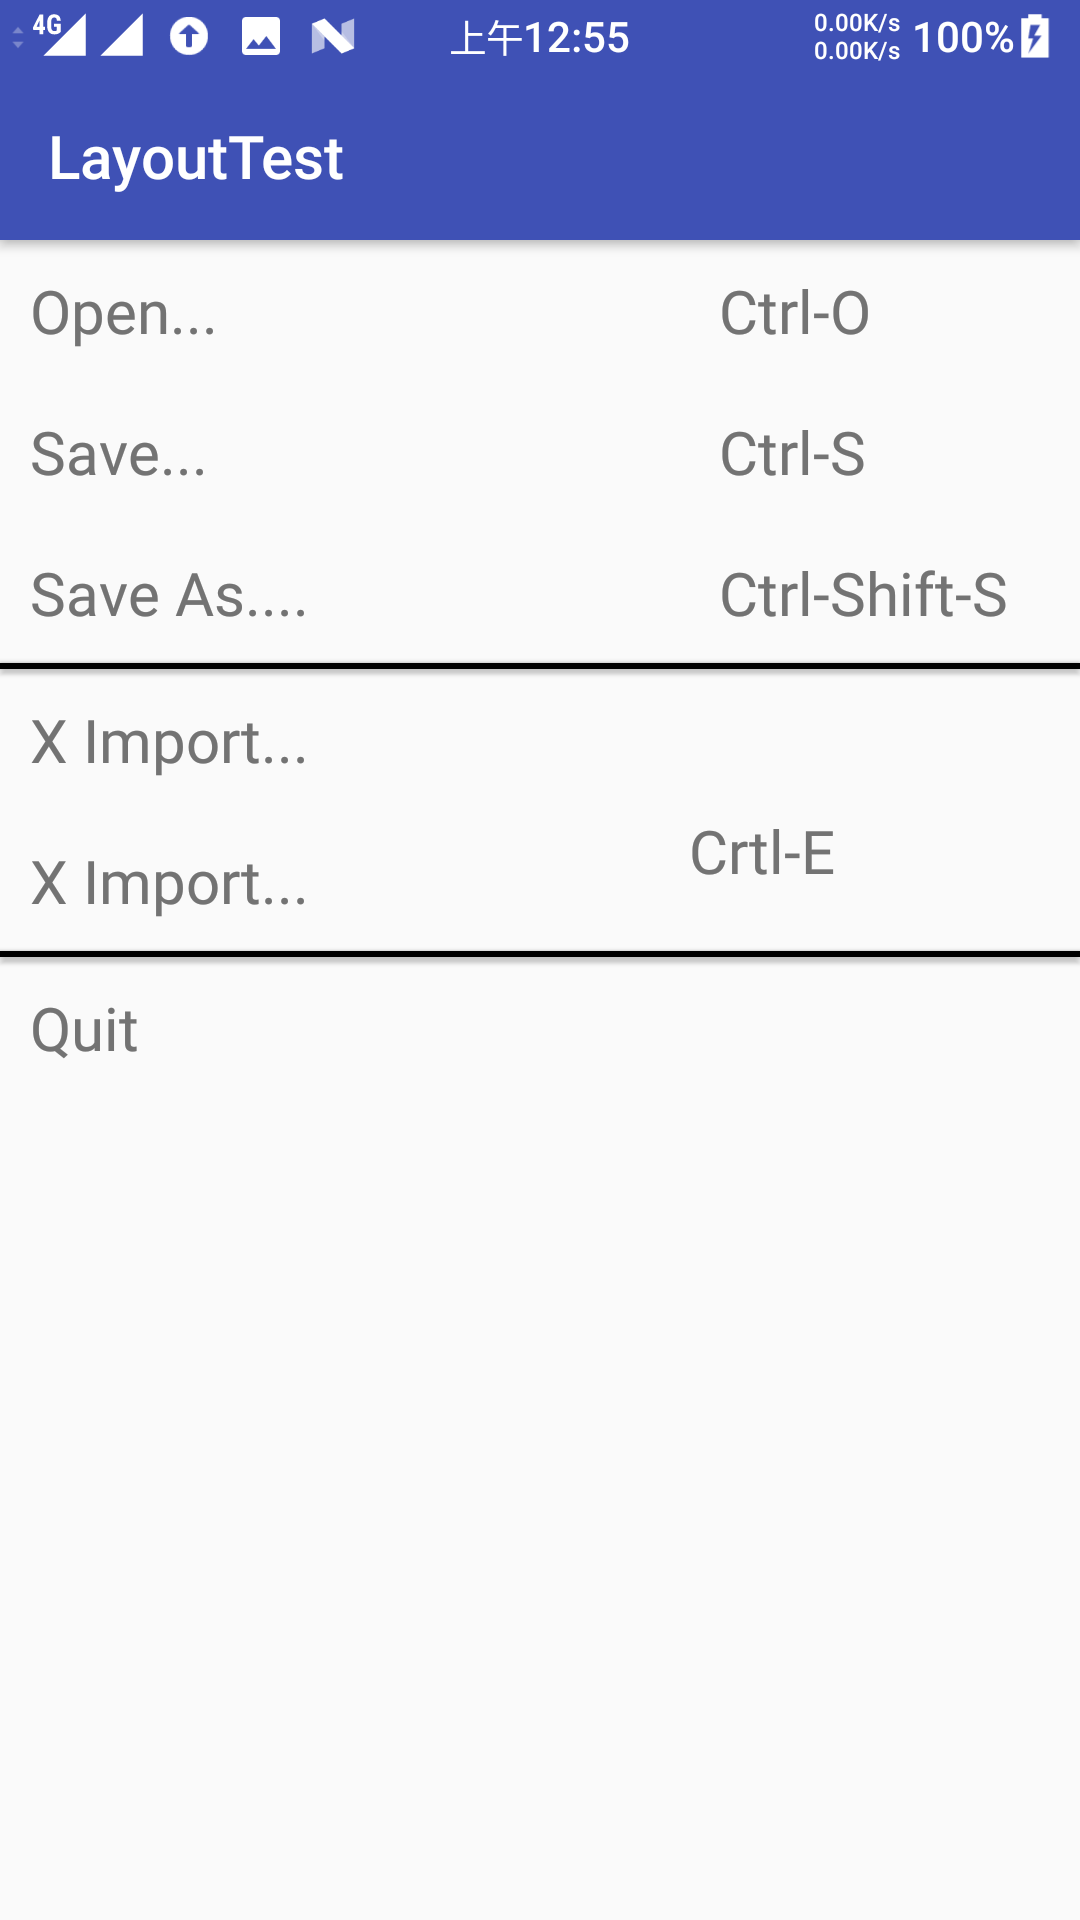 4G 上午12:55 0.00K/s 100%
0.00K/s
LayoutTest
Open... Ctrl-O
Save... Ctrl-S
Save As.... Ctrl-Shift-S
X Import...
X Import... Crtl-E
Quit